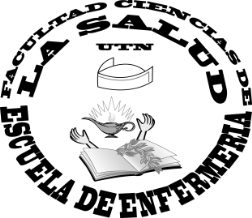 FACULTAD CIENCIAS DE
LA SALUD
UTN
ESCUELA DE ENFERMERIA